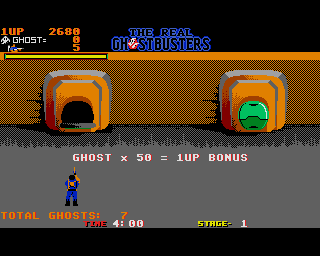 1UP 2680
GHOST= 0
5
THE REAL
GHOSTBUSTERS
GHOST x 50 = 1UP BONUS
TOTAL GHOSTS: 7
TIME 4:00 STAGE- 1